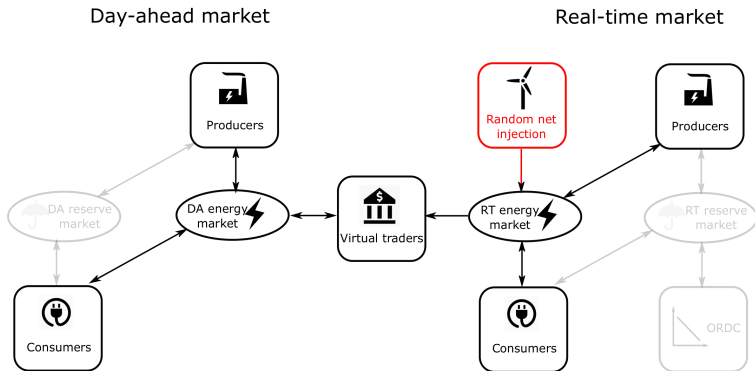 Day-ahead market
Real-time market
Producers
Random net
injection
Producers
DA reserve
market
DA energy
market
Virtual traders
RT energy
market
RT reserve
market
Consumers
Consumers
ORDC